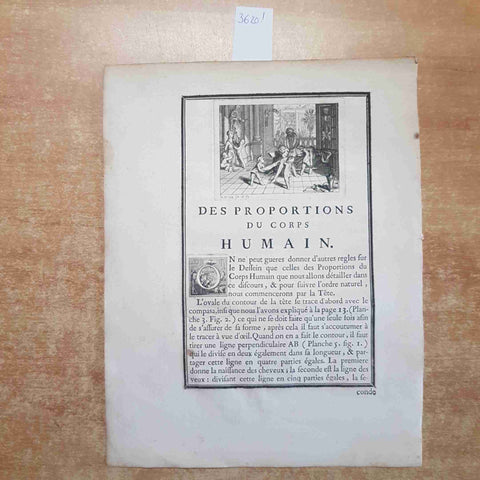 3620!
DES PROPORTIONS
DU CORPS
HUMAIN.
ON ne peut gueres donner d'autres regles sur
le Dessein que celles des Proportions du
Corps Humain que nous allons détailler dans
ce discours, & pour suivre l'ordre naturel,
nous commencerons par la Tête.
L'ovale du contour de la tête se trace d'abord avec le
compas, ainsi que nous l'avons expliqué à la page 13. (Plan-
che 3. Fig. 2.) ce qui ne se doit faire qu'une seule fois afin
de s'assurer de sa forme, après cela il faut s'accoutumer à
le tracer à vûe d'œil. Quand on en a fait le contour, il faut
tirer une ligne perpendiculaire AB (Planche 5. fig. 1.)
qui le divise en deux également dans sa longueur, & par-
tager cette ligne en quatre parties égales. La premiere
donne la naissance des cheveux; la seconde est la ligne des
yeux: divisant cette ligne en cinq parties égales, la se-
conde